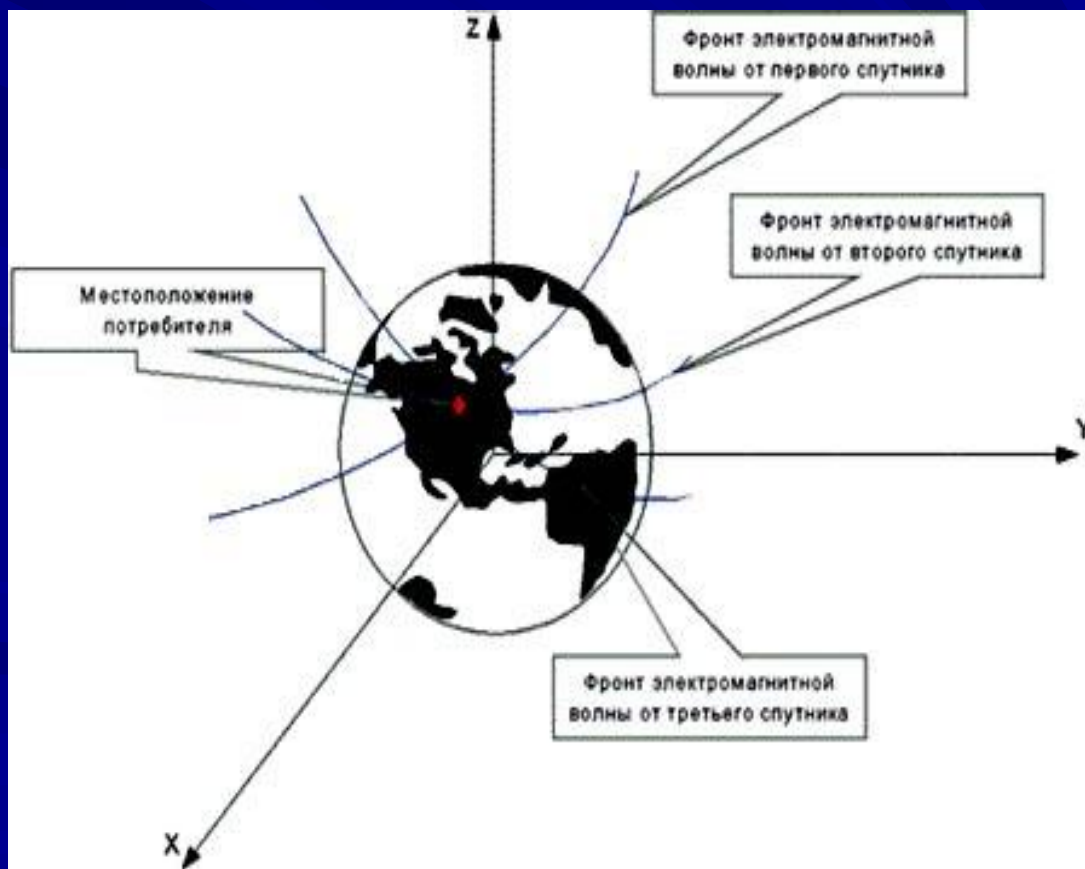 Z
Фронт электромагнитной
волны от первого спутника
Фронт электромагнитной
волны от второго спутника
Местоположение
потребителя
Y
Фронт электромагнитной
волны от третьего спутника
X